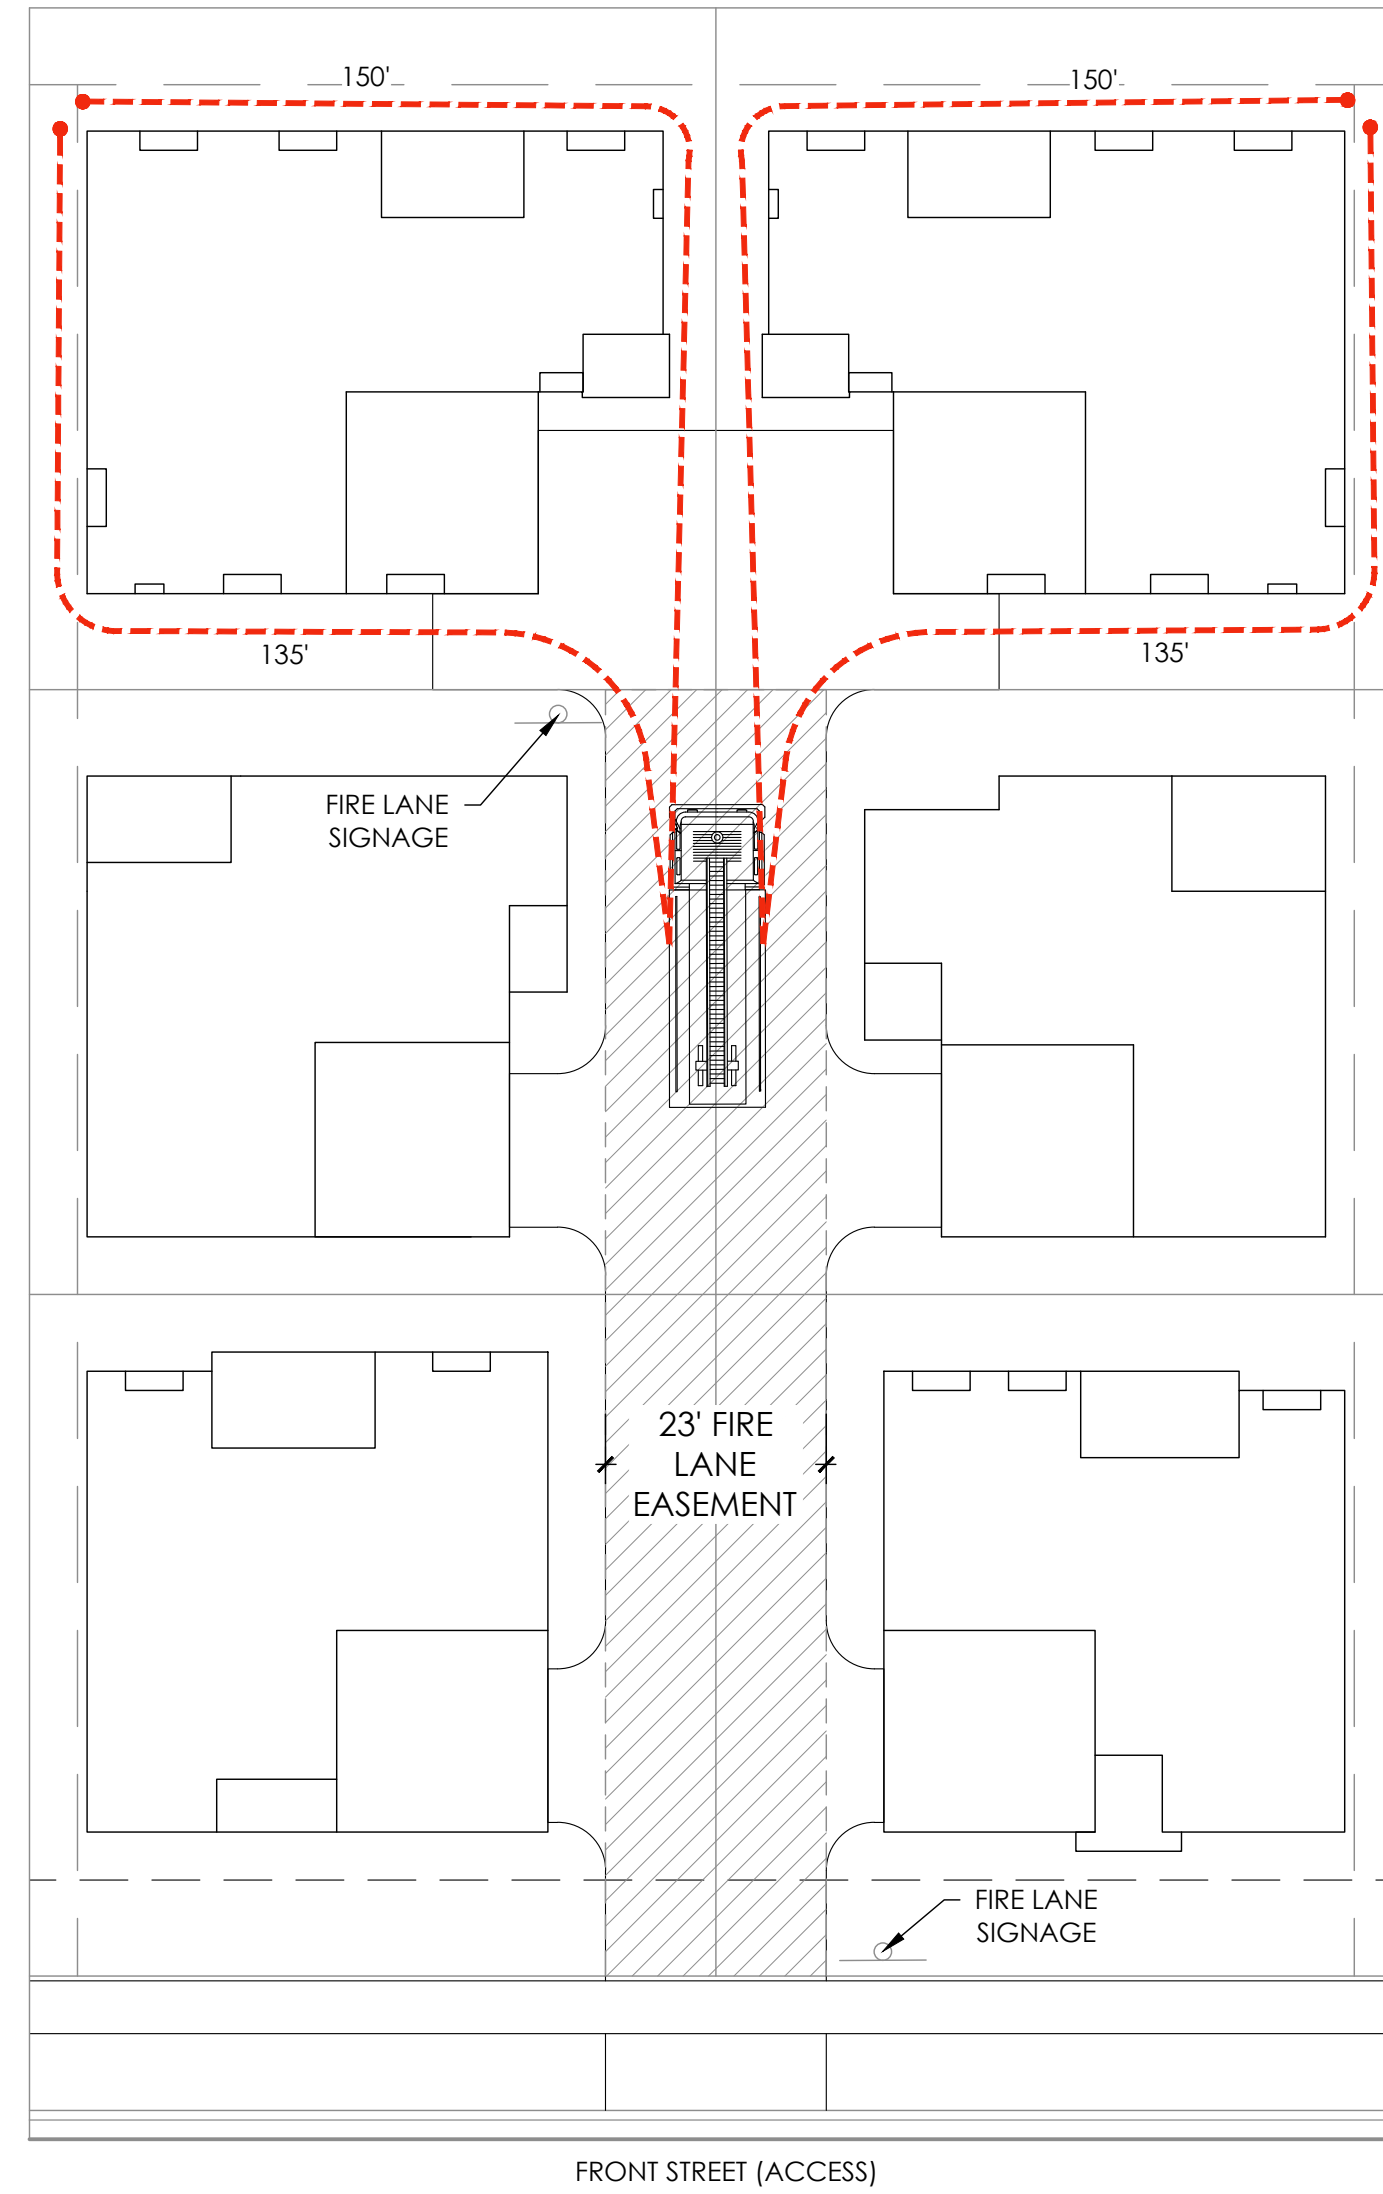 150'
150'
135'
135'
FIRE LANE
SIGNAGE
23' FIRE
LANE
EASEMENT
FIRE LANE
SIGNAGE
FRONT STREET (ACCESS)